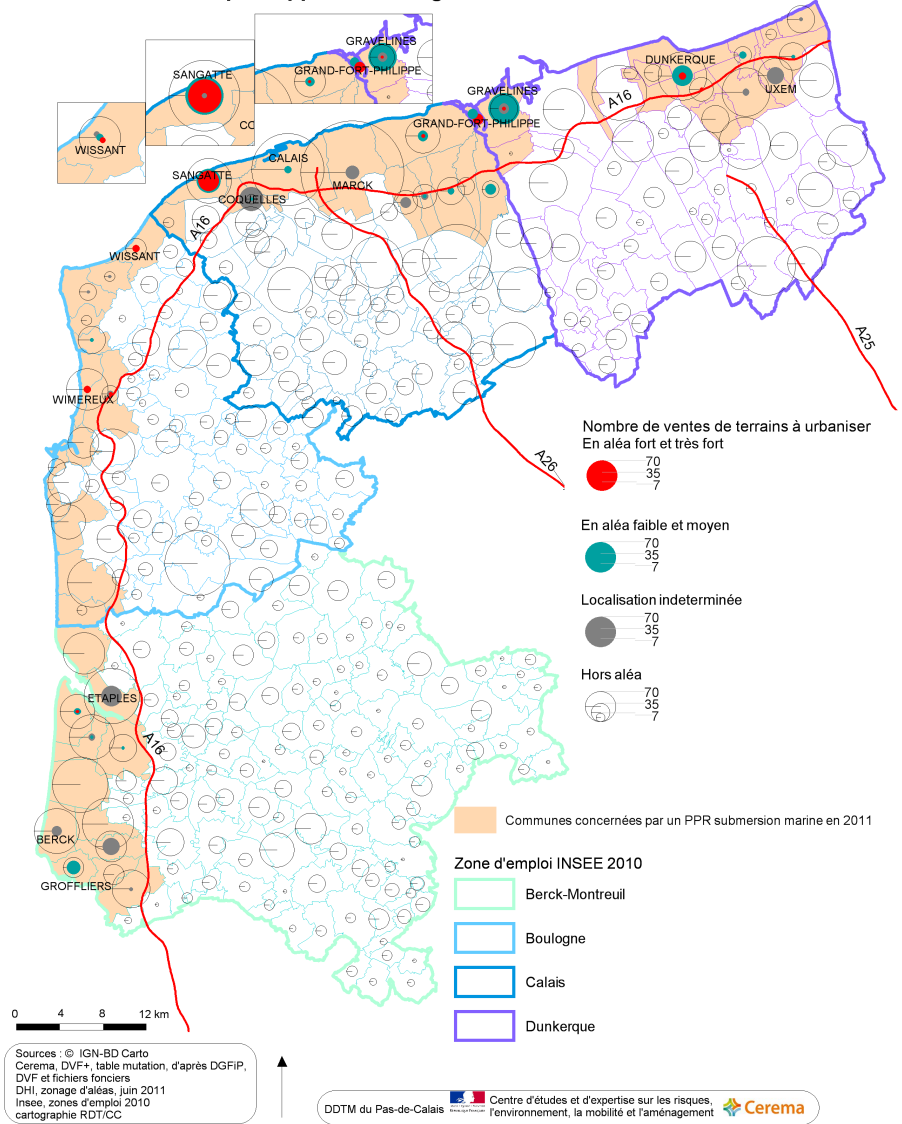 GRAVELINES
SANGATTE
GRAND-FORT-PHILIPPE
DUNKERQUE
UXEM
GRAVELINES
A16
CC
GRAND-FORT-PHILIPPE
WISSANT
CALAIS
SANGATTE
MARCK
COQUELLES
A16
WISSANT
A25
WIMEREUX
Nombre de ventes de terrains à urbaniser
En aléa fort et très fort
70
35
7
A26
En aléa faible et moyen
70
35
7
Localisation indeterminée
70
35
7
Hors aléa
70
35
7
ETAPLES
A16
Communes concernées par un PPR submersion marine en 2011
BERCK
GROFFLIERS
Zone d'emploi INSEE 2010
Berck-Montreuil
Boulogne
Calais
Dunkerque
0 4 8 12 km
Sources : © IGN-BD Carto
Cerema, DVF+, table mutation, d'après DGFiP,
DVF et fichiers fonciers
DHI, zonage d'aléas, juin 2011
Insee, zones d'emploi 2010
cartographie RDT/CC
DDTM du Pas-de-Calais
Centre d'études et d'expertise sur les risques,
l'environnement, la mobilité et l'aménagement
Cerema